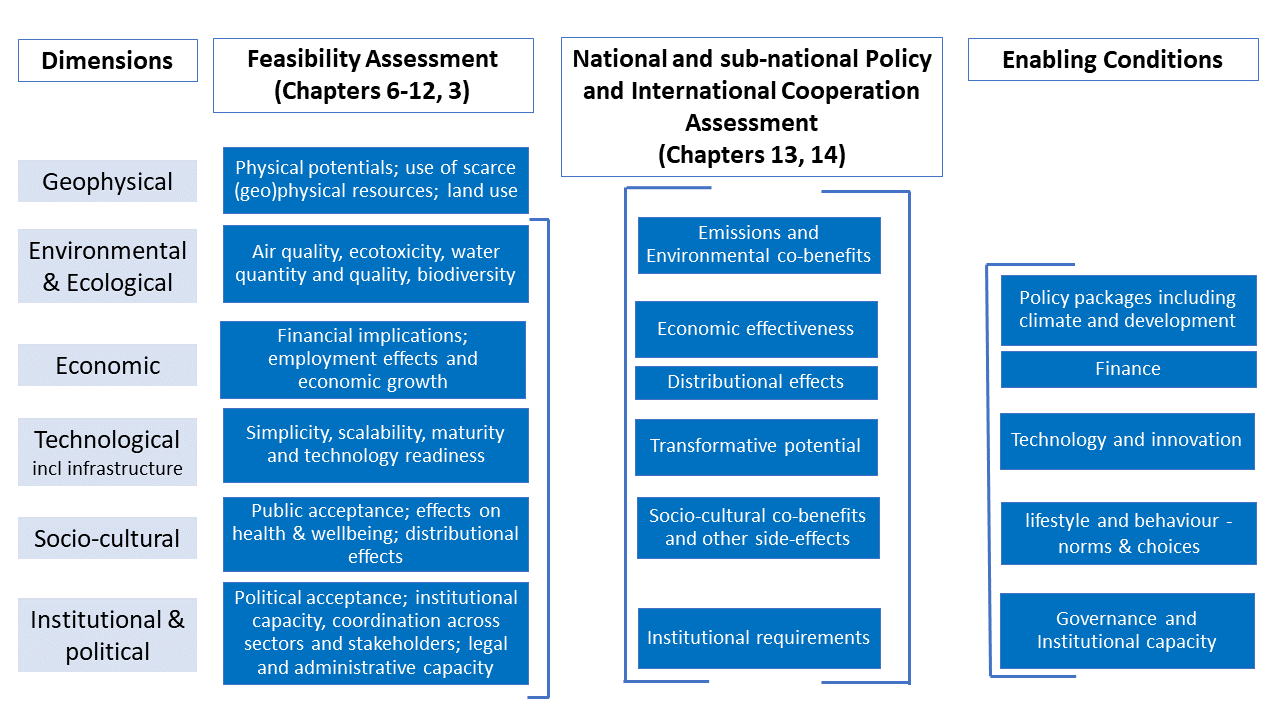 Dimensions
Feasibility Assessment
(Chapters 6-12, 3)
National and sub-national Policy
and International Cooperation
Assessment
(Chapters 13, 14)
Enabling Conditions
Geophysical
Physical potentials; use of scarce
(geo)physical resources; land use
Environmental
& Ecological
Air quality, ecotoxicity, water
quantity and quality, biodiversity
Emissions and
Environmental co-benefits
Policy packages including
climate and development
Economic
Financial implications;
employment effects and
economic growth
Economic effectiveness
Distributional effects
Finance
Technological
incl infrastructure
Simplicity, scalability, maturity
and technology readiness
Transformative potential
Technology and innovation
Socio-cultural
Public acceptance; effects on
health & wellbeing; distributional
effects
Socio-cultural co-benefits
and other side-effects
lifestyle and behaviour -
norms & choices
Institutional &
political
Political acceptance; institutional
capacity, coordination across
sectors and stakeholders; legal
and administrative capacity
Institutional requirements
Governance and
Institutional capacity